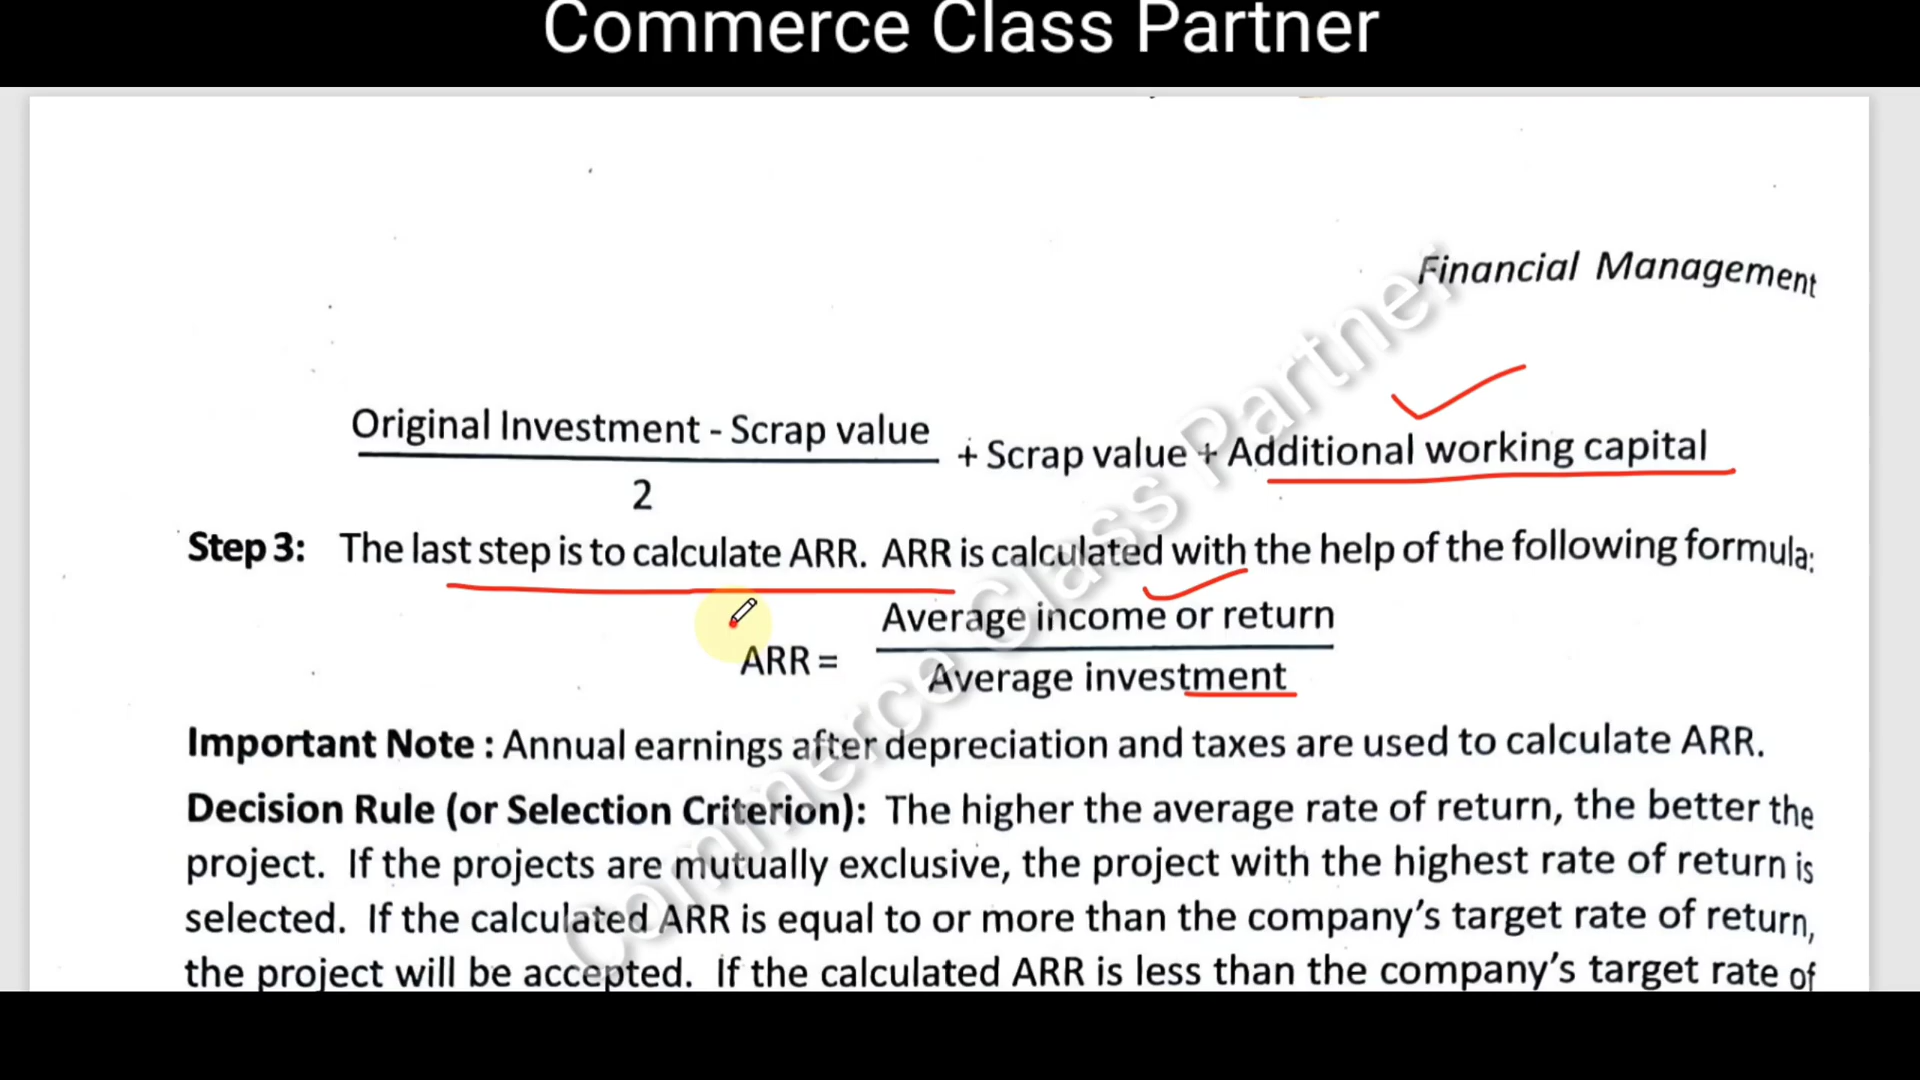 Commerce Class Partner
Financial Management
Original Investment - Scrap value
+ Scrap value + Additional working capital
2
Step 3: The last step is to calculate ARR. ARR is calculated with the help of the following formula:
Average income or return
ARR =
Average investment
Important Note : Annual earnings after depreciation and taxes are used to calculate ARR.
Decision Rule (or Selection Criterion): The higher the average rate of return, the better the
project. If the projects are mutually exclusive, the project with the highest rate of return is
selected. If the calculated ARR is equal to or more than the company's target rate of return,
the project will be accepted. If the calculated ARR is less than the company's target rate of
Commerce Class Partner